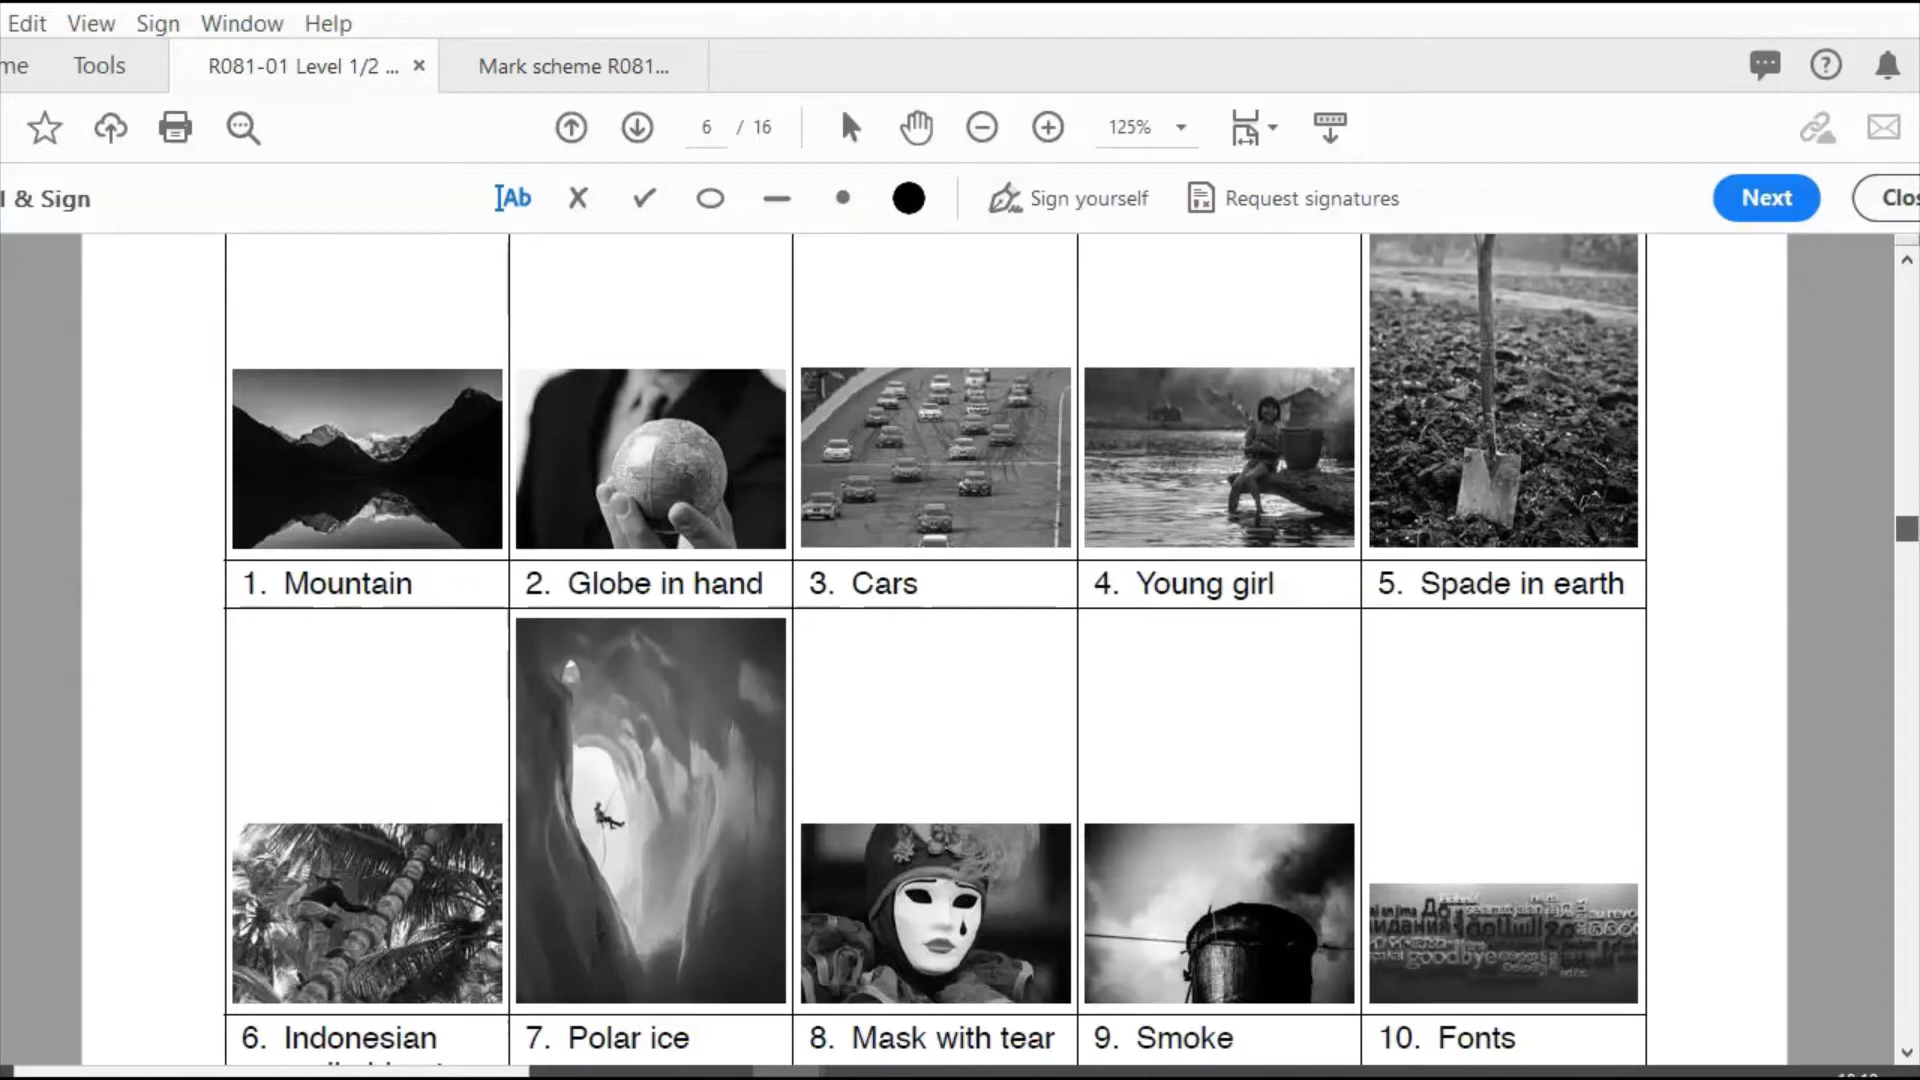 Edit View Sign Window Help
me Tools R081-01 Level 1/2 ... × Mark scheme R081...
6 / 16 125%
l & Sign Ab Sign yourself Request signatures Next Clos
1. Mountain 2. Globe in hand 3. Cars 4. Young girl 5. Spade in earth
goodbye
6. Indonesian 7. Polar ice 8. Mask with tear 9. Smoke 10. Fonts